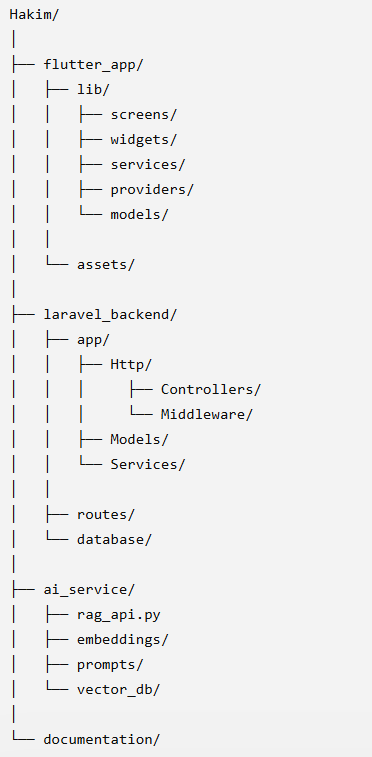 Hakim/
│
├── flutter_app/
│   ├── lib/
│   │   ├── screens/
│   │   ├── widgets/
│   │   ├── services/
│   │   ├── providers/
│   │   └── models/
│   │
│   └── assets/
│
├── laravel_backend/
│   ├── app/
│   │   ├── Http/
│   │   │     ├── Controllers/
│   │   │     └── Middleware/
│   │   ├── Models/
│   │   └── Services/
│   │
│   ├── routes/
│   └── database/
│
├── ai_service/
│   ├── rag_api.py
│   ├── embeddings/
│   ├── prompts/
│   └── vector_db/
│
└── documentation/